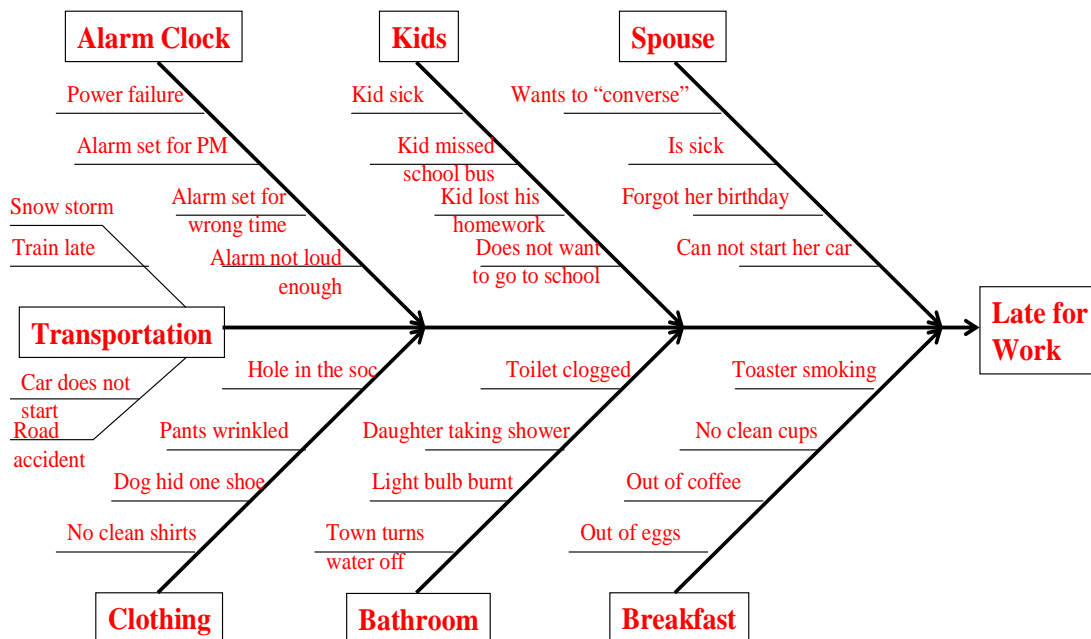 Alarm Clock
Kids
Spouse
Power failure
Kid sick
Wants to “converse”
Alarm set for PM
Kid missed
school bus
Is sick
Alarm set for
wrong time
Kid lost his
homework
Forgot her birthday
Snow storm
Train late
Alarm not loud
enough
Does not want
to go to school
Can not start her car
Transportation
Late for
Work
Car does not
start
Road
accident
Hole in the soc
Toilet clogged
Toaster smoking
Pants wrinkled
Daughter taking shower
No clean cups
Dog hid one shoe
Light bulb burnt
Out of coffee
No clean shirts
Town turns
water off
Out of eggs
Clothing
Bathroom
Breakfast